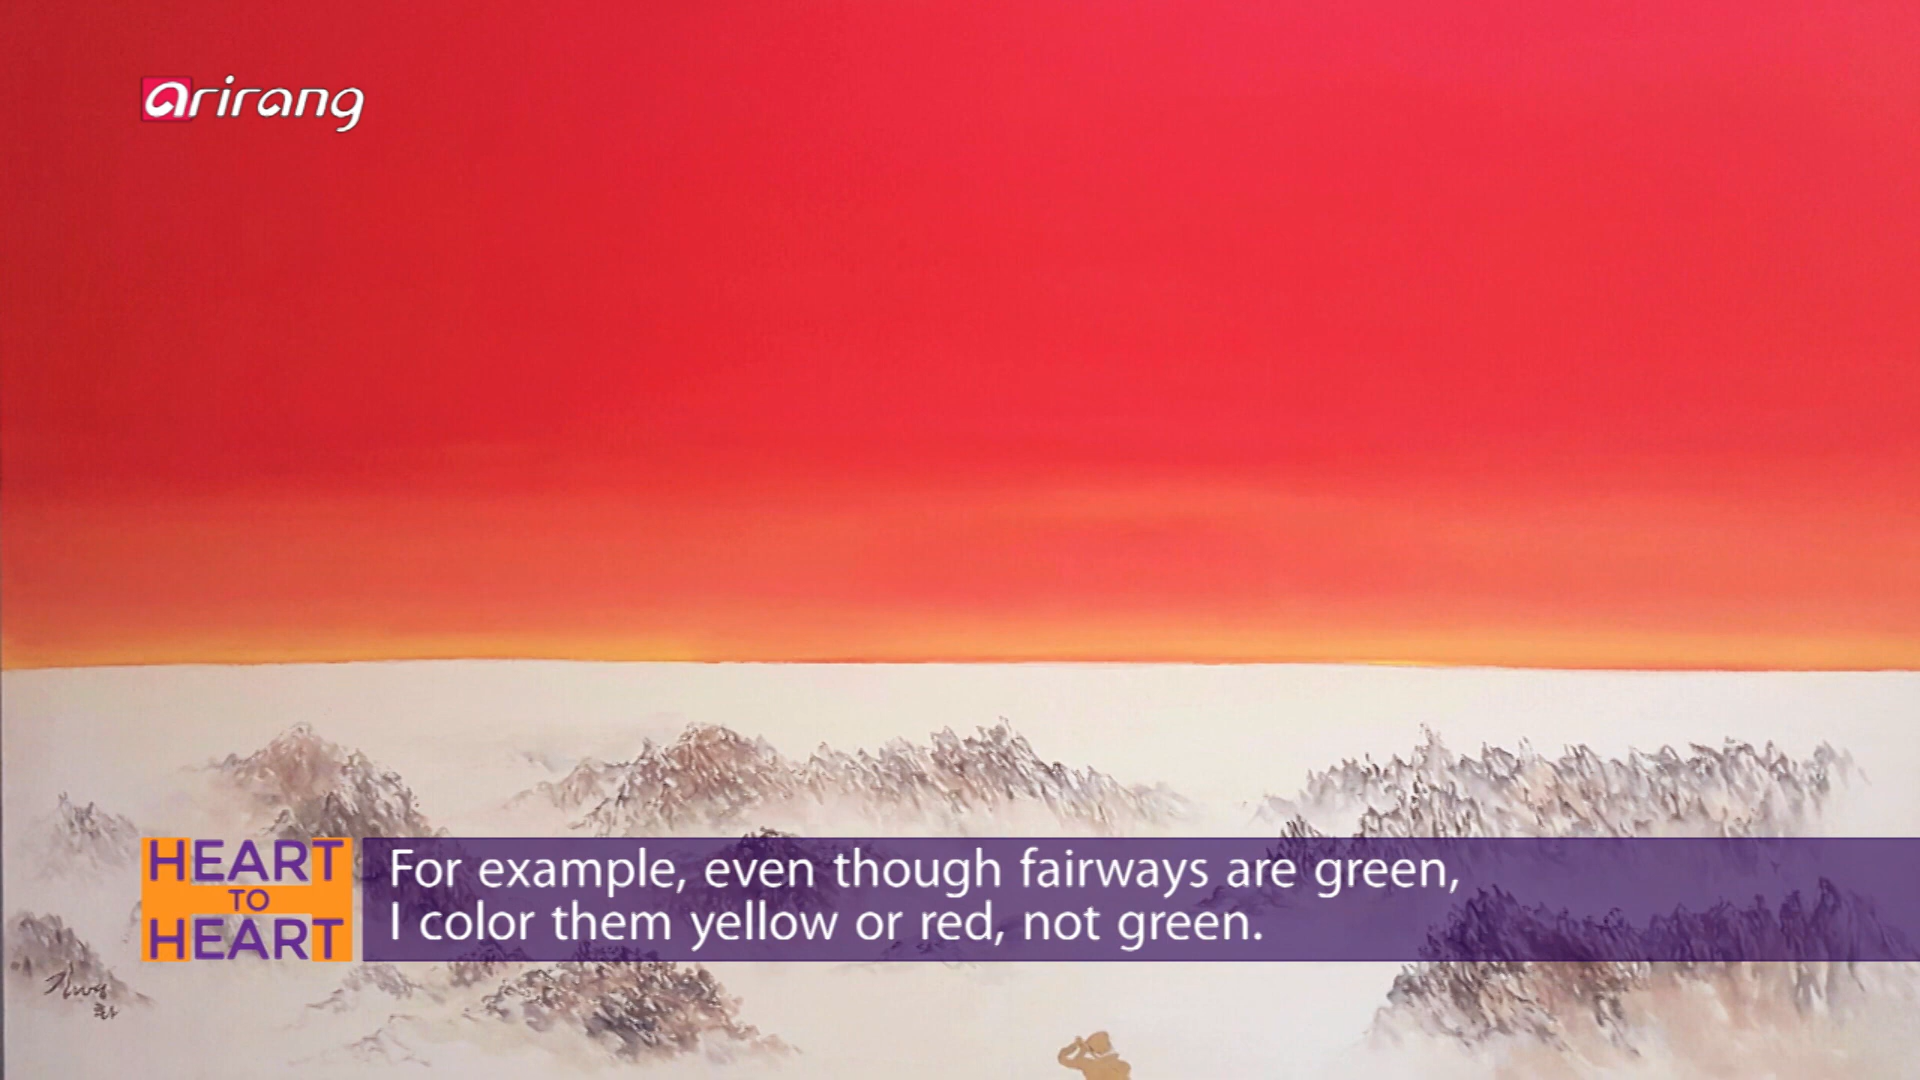 arirang
HEART
TO
HEART
For example, even though fairways are green,
I color them yellow or red, not green.